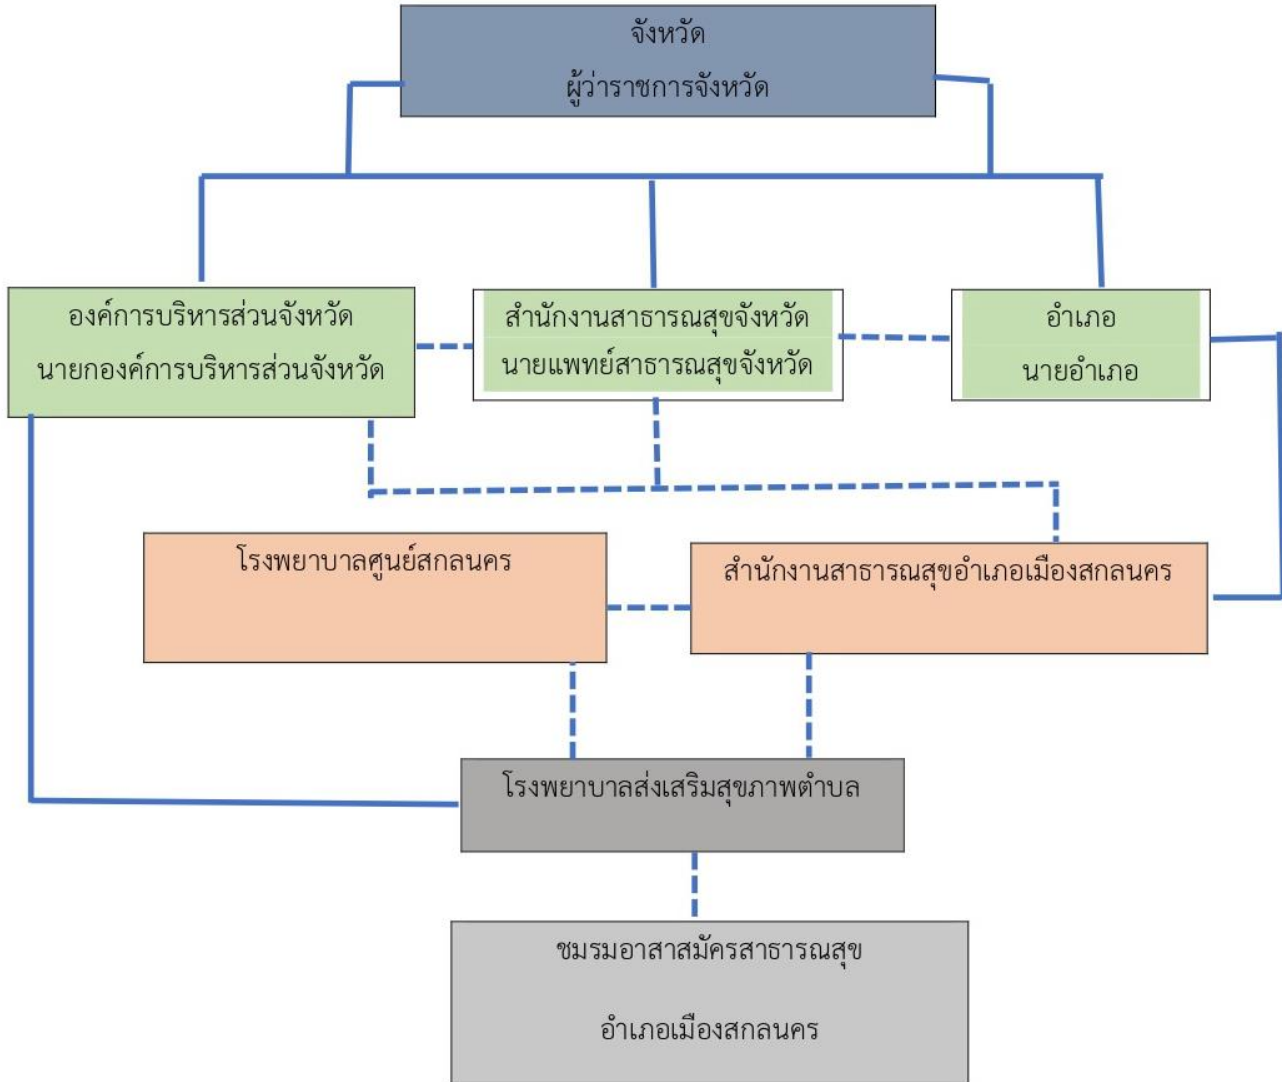 จังหวัด
ผู้ว่าราชการจังหวัด
องค์การบริหารส่วนจังหวัด
นายกองค์การบริหารส่วนจังหวัด
สำนักงานสาธารณสุขจังหวัด
นายแพทย์สาธารณสุขจังหวัด
อำเภอ
นายอำเภอ
โรงพยาบาลศูนย์สกลนคร
สำนักงานสาธารณสุขอำเภอเมืองสกลนคร
โรงพยาบาลส่งเสริมสุขภาพตำบล
ชมรมอาสาสมัครสาธารณสุข
อำเภอเมืองสกลนคร